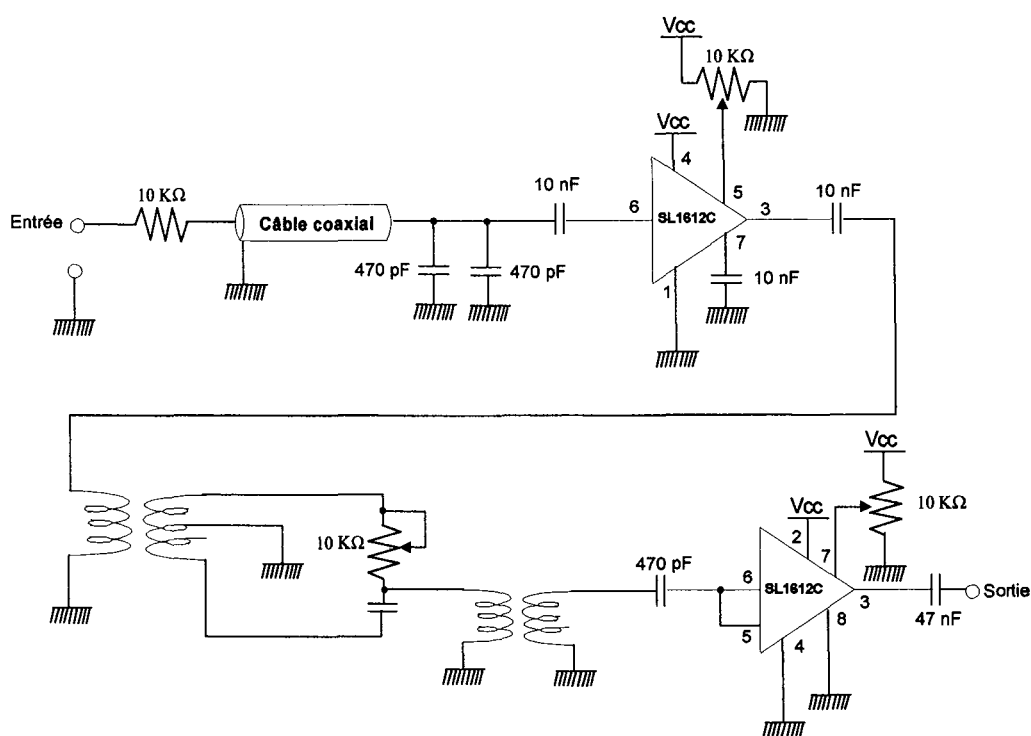 Vcc
10 KΩ
Vcc
4
10 KΩ
10 nF
5
10 nF
Entrée
Câble coaxial
6
SL1612C
3
7
470 pF
470 pF
10 nF
1
Vcc
Vcc
10 KΩ
2
7
10 KΩ
470 pF
6
SL1612C
3
Sortie
5
8
47 nF
4